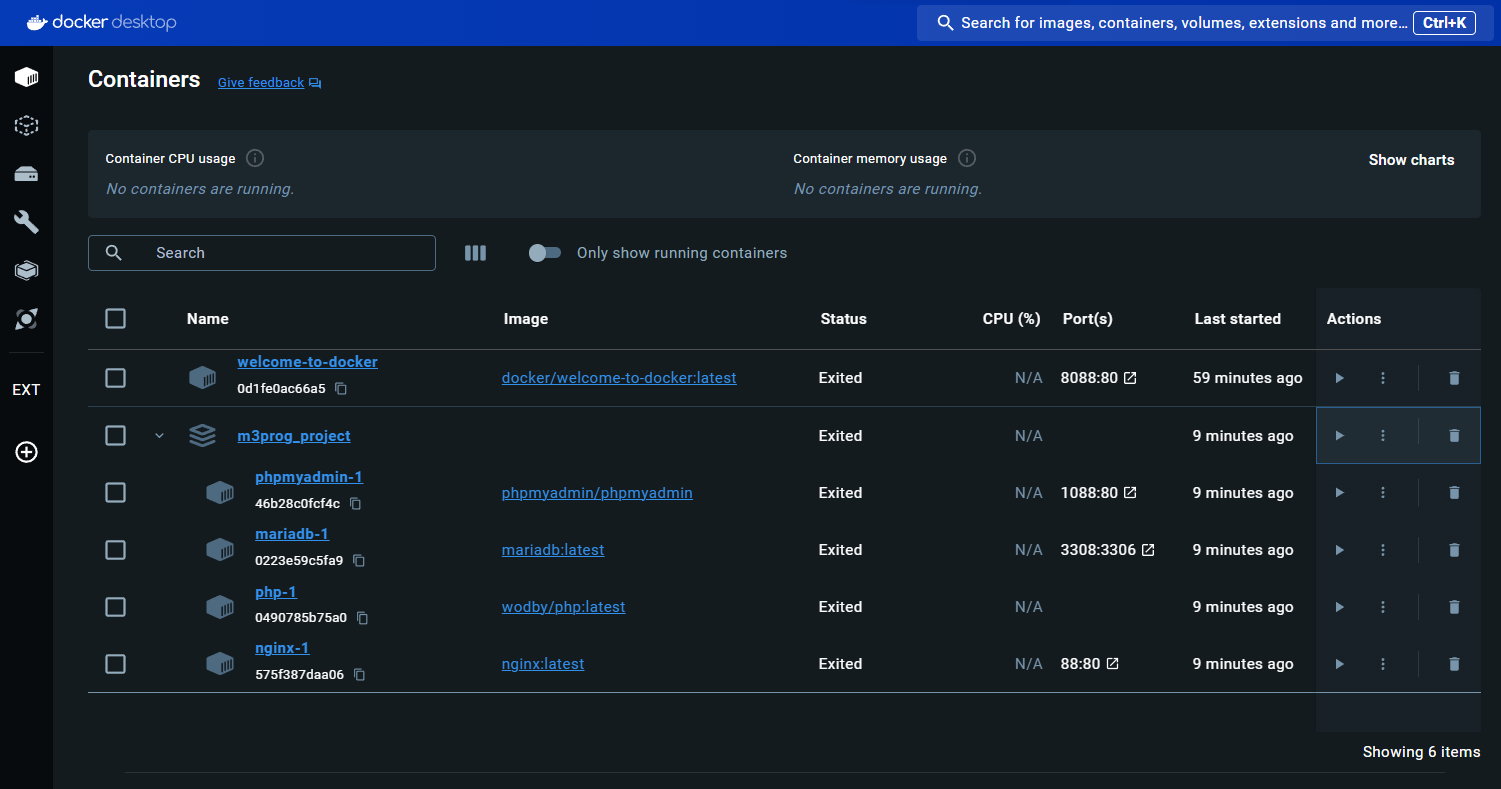 docker desktop
Search for images, containers, volumes, extensions and more... Ctrl+K
Containers Give feedback
Container CPU usage
No containers are running.
Container memory usage
No containers are running.
Show charts
Search
Only show running containers
EXT
Name Image Status CPU (%) Port(s) Last started Actions
welcome-to-docker
0d1fe0ac66a5
docker/welcome-to-docker:latest Exited N/A 8088:80 59 minutes ago
m3prog_project Exited N/A 9 minutes ago
phpmyadmin-1
46b28c0fcf4c
phpmyadmin/phpmyadmin Exited N/A 1088:80 9 minutes ago
mariadb-1
0223e59c5fa9
mariadb:latest Exited N/A 3308:3306 9 minutes ago
php-1
0490785b75a0
wodby/php:latest Exited N/A 9 minutes ago
nginx-1
575f387daa06
nginx:latest Exited N/A 88:80 9 minutes ago
Showing 6 items